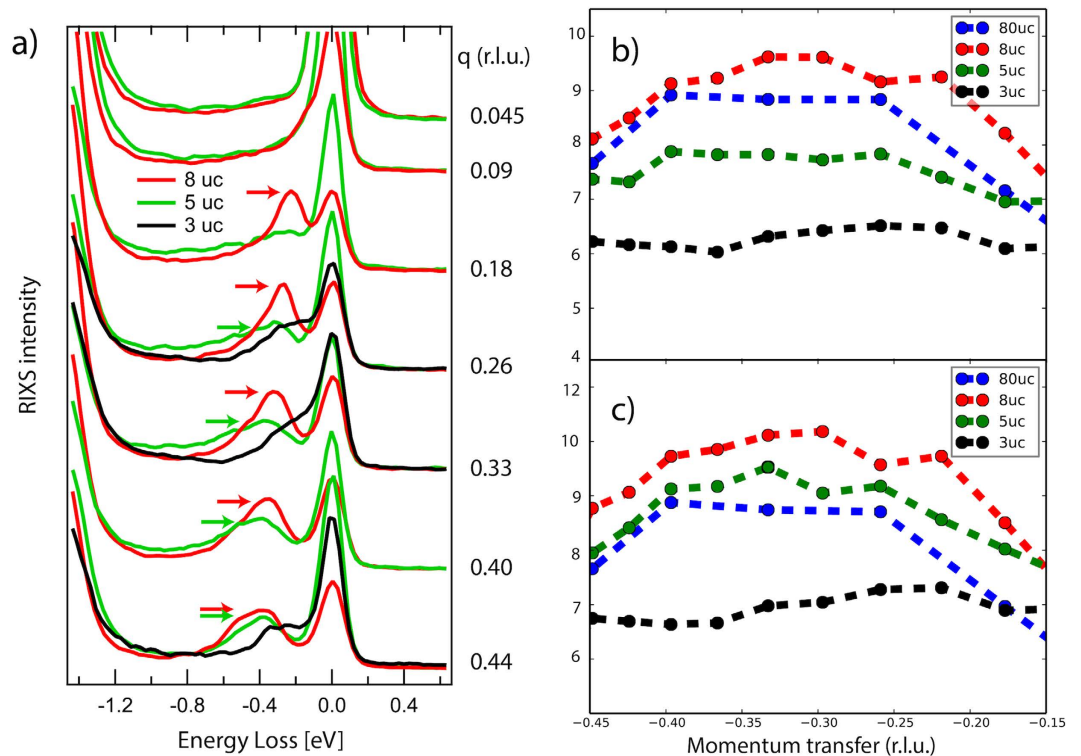 a)
q (r.l.u.)
0.045
0.09
8 uc
5 uc
3 uc
0.18
0.26
0.33
0.40
0.44
RIXS intensity
-1.2 -0.8 -0.4 0.0 0.4
Energy Loss [eV]
b)
80uc
8uc
5uc
3uc
10
9
8
7
6
5
4
c)
80uc
8uc
5uc
3uc
12
11
10
9
8
7
6
−0.45 −0.40 −0.35 −0.30 −0.25 −0.20 −0.15
Momentum transfer (r.l.u.)